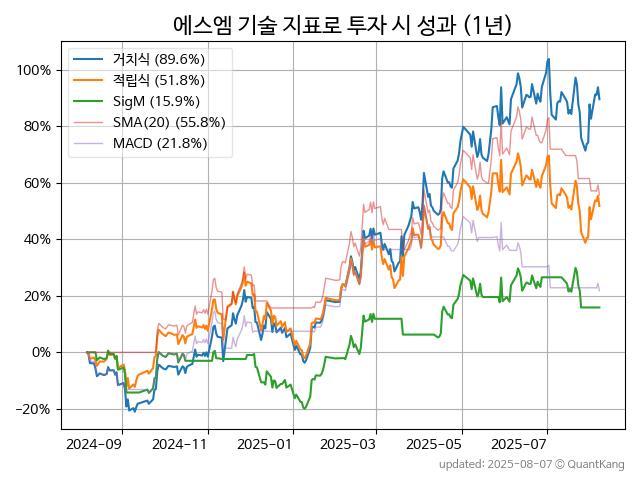 에스엠 기술 지표로 투자 시 성과 (1년)
거치식 (89.6%)
적립식 (51.8%)
SigM (15.9%)
SMA(20) (55.8%)
MACD (21.8%)
100%
80%
60%
40%
20%
0%
−20%
2024-09 2024-11 2025-01 2025-03 2025-05 2025-07
updated: 2025-08-07 © QuantKang